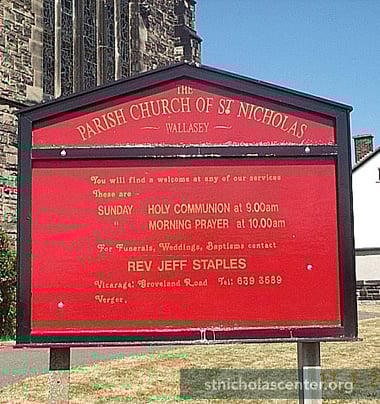 THE
PARISH CHURCH OF ST NICHOLAS
WALLASEY
You will find a welcome at any of our services
These are -
SUNDAY HOLY COMMUNION at 9.00am
" MORNING PRAYER at 10.00am
For Funerals, Weddings, Baptisms contact
REV JEFF STAPLES
Vicarage: Groveland Road Tel: 639 3589
Verger,
stnicholascenter.org